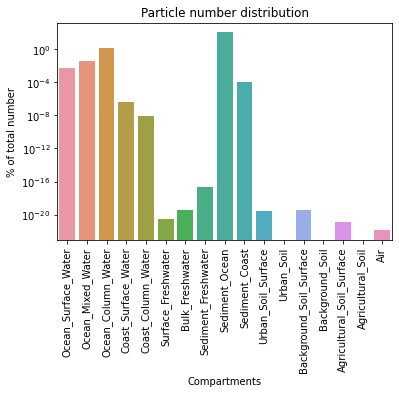 Particle number distribution
% of total number
10^0
10^-4
10^-8
10^-12
10^-16
10^-20
Ocean_Surface_Water
Ocean_Mixed_Water
Ocean_Column_Water
Coast_Surface_Water
Coast_Column_Water
Surface_Freshwater
Bulk_Freshwater
Sediment_Freshwater
Sediment_Ocean
Sediment_Coast
Urban_Soil_Surface
Urban_Soil
Background_Soil_Surface
Background_Soil
Agricultural_Soil_Surface
Agricultural_Soil
Air
Compartments